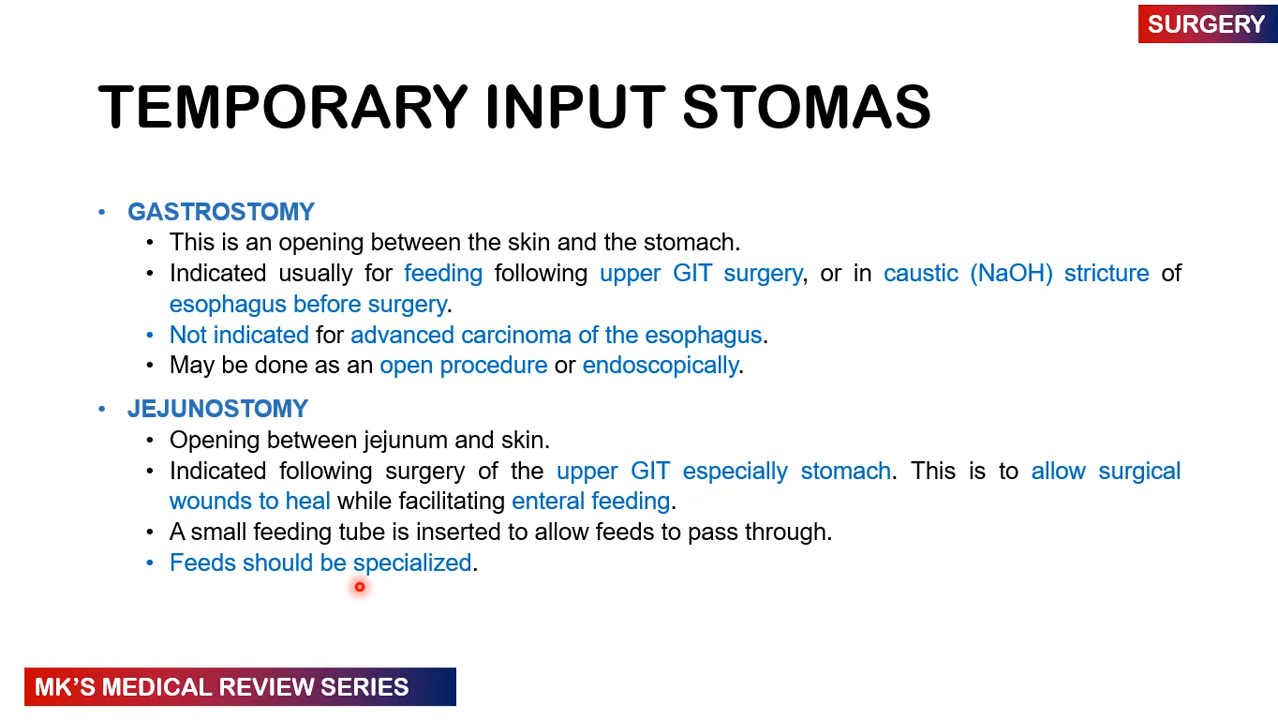 SURGERY
TEMPORARY INPUT STOMAS
• GASTROSTOMY
• This is an opening between the skin and the stomach.
• Indicated usually for feeding following upper GIT surgery, or in caustic (NaOH) stricture of
esophagus before surgery.
• Not indicated for advanced carcinoma of the esophagus.
• May be done as an open procedure or endoscopically.
• JEJUNOSTOMY
• Opening between jejunum and skin.
• Indicated following surgery of the upper GIT especially stomach. This is to allow surgical
wounds to heal while facilitating enteral feeding.
• A small feeding tube is inserted to allow feeds to pass through.
• Feeds should be specialized.
MK’S MEDICAL REVIEW SERIES